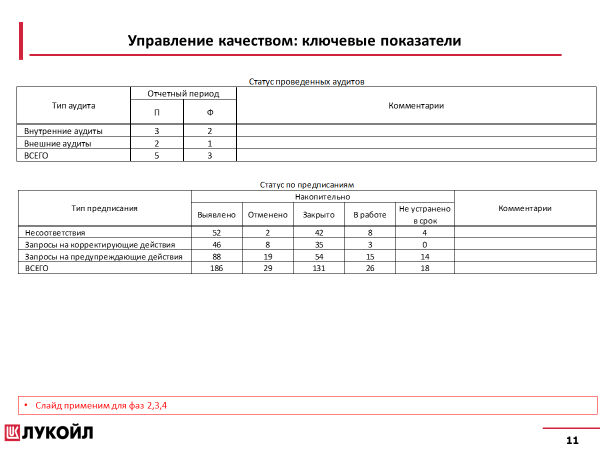 Управление качеством: ключевые показатели
Статус проведенных аудитов
Тип аудита Отчетный период Комментарии
П Ф
Внутренние аудиты 3 2
Внешние аудиты 2 1
ВСЕГО 5 3
Статус по предписаниям
Тип предписания Накопительно Комментарии
Выявлено Отменено Закрыто В работе Не устранено в срок
Несоответствия 52 2 42 8 4
Запросы на корректирующие действия 46 8 35 3 0
Запросы на предупреждающие действия 88 19 54 15 14
ВСЕГО 186 29 131 26 18
• Слайд применим для фаз 2,3,4
ЛУКОЙЛ
11